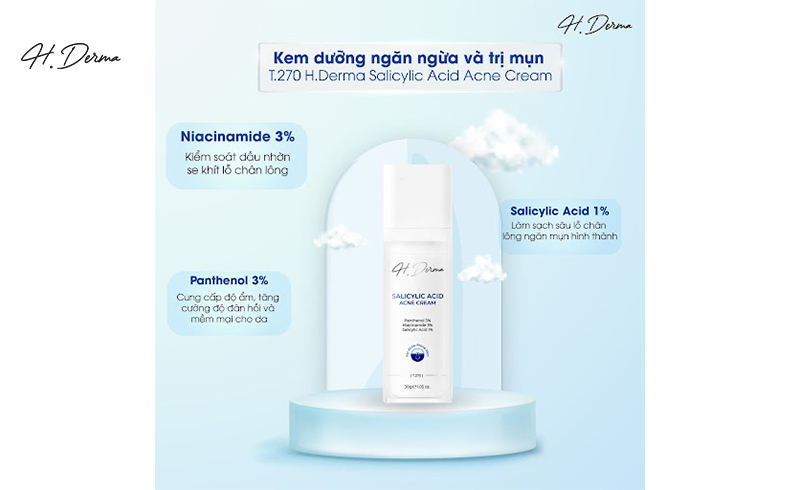 H. Derma
H. Derma
Kem dưỡng ngăn ngừa và trị mụn
T.270 H.Derma Salicylic Acid Acne Cream
Niacinamide 3%
Kiểm soát dầu nhờn
se khít lỗ chân lông
Salicylic Acid 1%
Làm sạch sâu lỗ chân
lông ngăn mụn hình thành
Panthenol 3%
Cung cấp độ ẩm, tăng
cường độ đàn hồi và
mềm mại cho da
H. Derma
SALICYLIC ACID
ACNE CREAM
Panthenol 3%
Niacinamide 3%
Salicylic Acid 1%